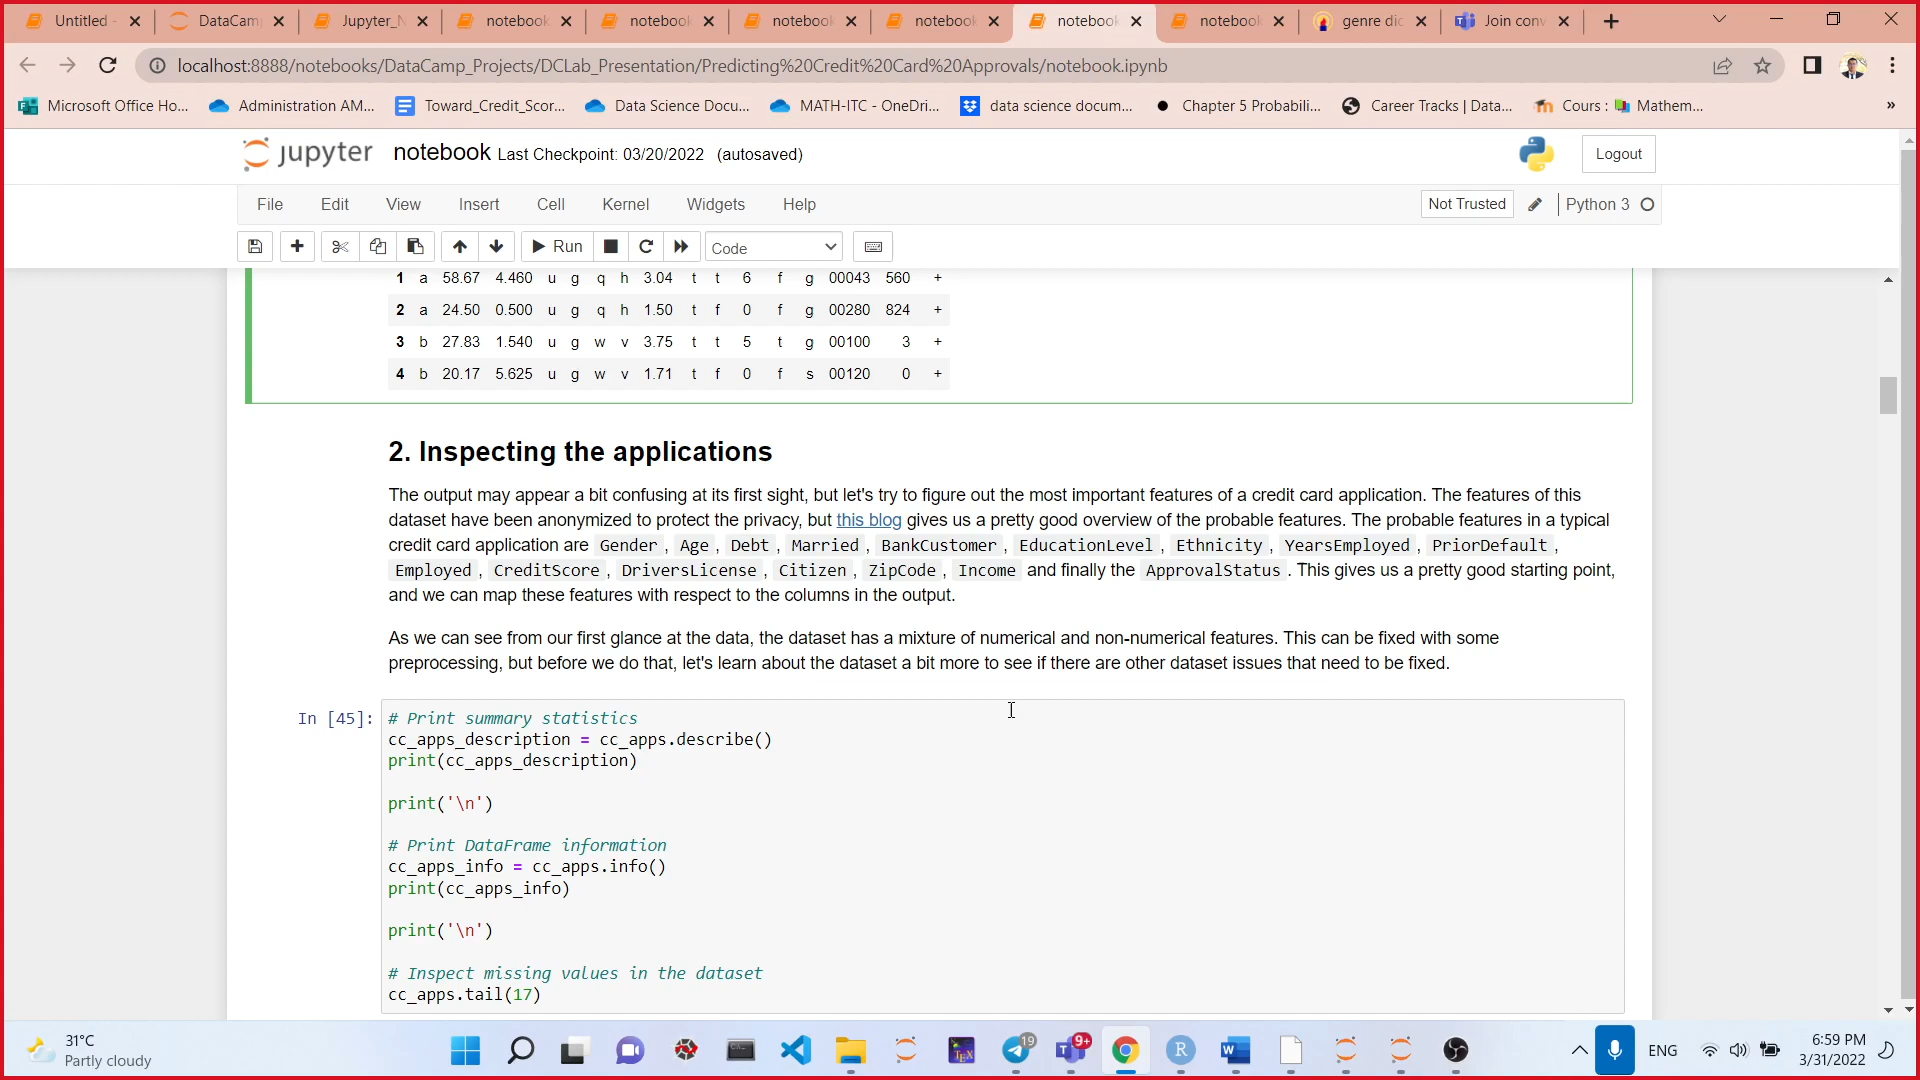 Untitled -
DataCamp
Jupyter_N
notebook
notebook
notebook
notebook
notebook
notebook
genre dic
Join conv
localhost:8888/notebooks/DataCamp_Projects/DCLab_Presentation/Predicting%20Credit%20Card%20Approvals/notebook.ipynb
Microsoft Office Ho...
Administration AM...
Toward_Credit_Scor...
Data Science Docu...
MATH-ITC - OneDri...
data science docum...
Chapter 5 Probabili...
Career Tracks | Data...
Cours : Mathem...
»
jupyter
notebook Last Checkpoint: 03/20/2022 (autosaved)
Logout
File Edit View Insert Cell Kernel Widgets Help
Not Trusted
Python 3
Run
Code
1 a 58.67 4.460 u g q h 3.04 t t 6 f g 00043 560 +
2 a 24.50 0.500 u g q h 1.50 t f 0 f g 00280 824 +
3 b 27.83 1.540 u g w v 3.75 t t 5 t g 00100 3 +
4 b 20.17 5.625 u g w v 1.71 t f 0 f s 00120 0 +
2. Inspecting the applications
The output may appear a bit confusing at its first sight, but let's try to figure out the most important features of a credit card application. The features of this
dataset have been anonymized to protect the privacy, but this blog gives us a pretty good overview of the probable features. The probable features in a typical
credit card application are Gender , Age , Debt , Married , BankCustomer , EducationLevel , Ethnicity , YearsEmployed , PriorDefault ,
Employed , CreditScore , DriversLicense , Citizen , ZipCode , Income and finally the ApprovalStatus . This gives us a pretty good starting point,
and we can map these features with respect to the columns in the output.
As we can see from our first glance at the data, the dataset has a mixture of numerical and non-numerical features. This can be fixed with some
preprocessing, but before we do that, let's learn about the dataset a bit more to see if there are other dataset issues that need to be fixed.
In [45]:
# Print summary statistics
cc_apps_description = cc_apps.describe()
print(cc_apps_description)
print('\n')
# Print DataFrame information
cc_apps_info = cc_apps.info()
print(cc_apps_info)
print('\n')
# Inspect missing values in the dataset
cc_apps.tail(17)
31°C
Partly cloudy
TEX
19
9+
R
ENG
6:59 PM
3/31/2022